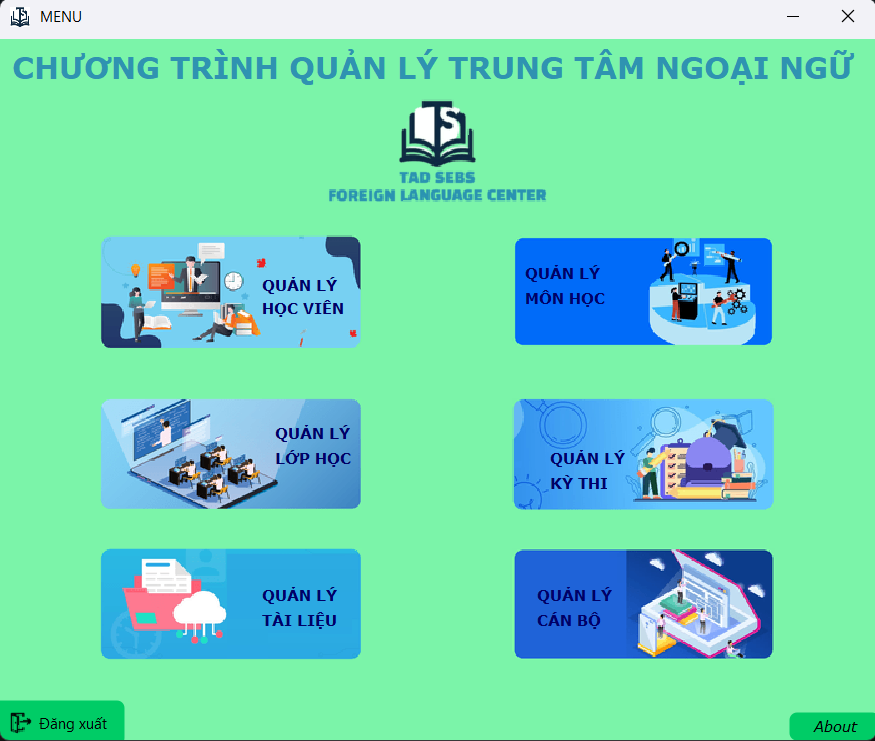 MENU
CHƯƠNG TRÌNH QUẢN LÝ TRUNG TÂM NGOẠI NGỮ
TS
TAD SEBS
FOREIGN LANGUAGE CENTER
QUẢN LÝ
HỌC VIÊN
QUẢN LÝ
MÔN HỌC
QUẢN LÝ
LỚP HỌC
QUẢN LÝ
KỲ THI
QUẢN LÝ
TÀI LIỆU
QUẢN LÝ
CÁN BỘ
Đăng xuất
About